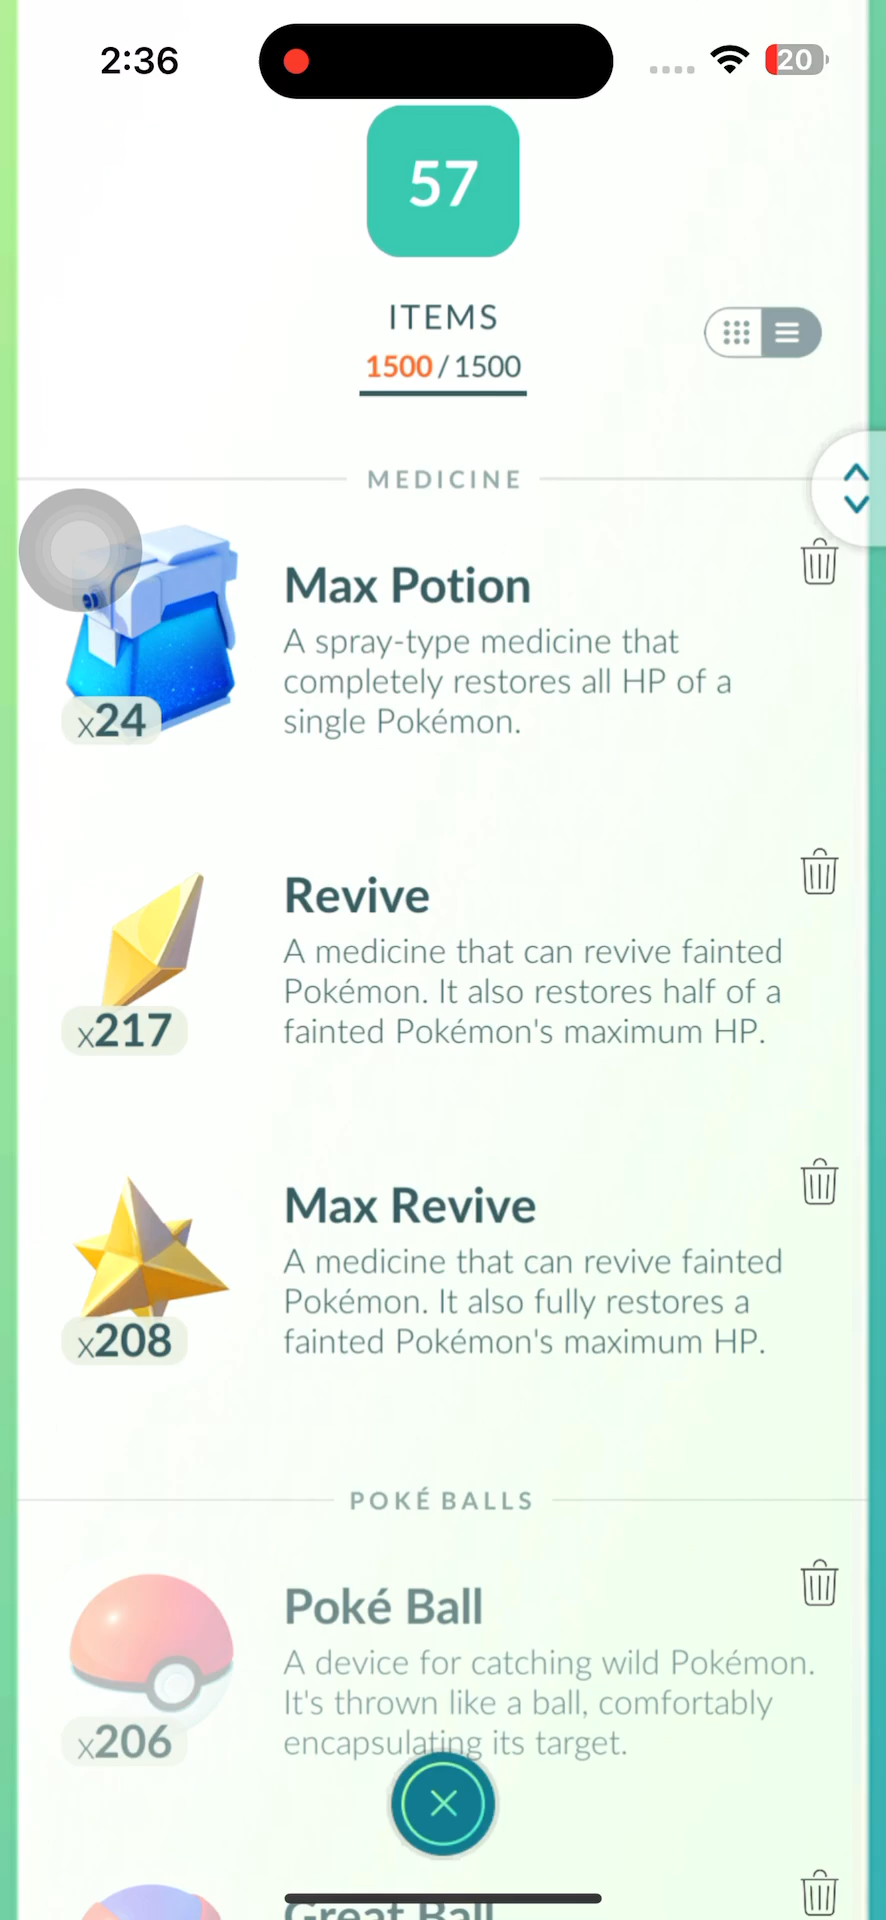 2:36
20
57
ITEMS
1500 / 1500
MEDICINE
Max Potion
A spray-type medicine that
completely restores all HP of a
single Pokémon.
x24
Revive
A medicine that can revive fainted
Pokémon. It also restores half of a
fainted Pokémon's maximum HP.
x217
Max Revive
A medicine that can revive fainted
Pokémon. It also fully restores a
fainted Pokémon's maximum HP.
x208
POKÉ BALLS
Poké Ball
A device for catching wild Pokémon.
It's thrown like a ball, comfortably
encapsulating its target.
x206
Great Ball